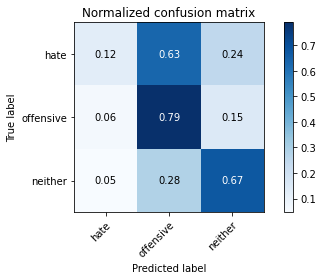 Normalized confusion matrix
True label
hate
0.12 0.63 0.24
offensive
0.06 0.79 0.15
neither
0.05 0.28 0.67
hate offensive neither
Predicted label
0.7
0.6
0.5
0.4
0.3
0.2
0.1